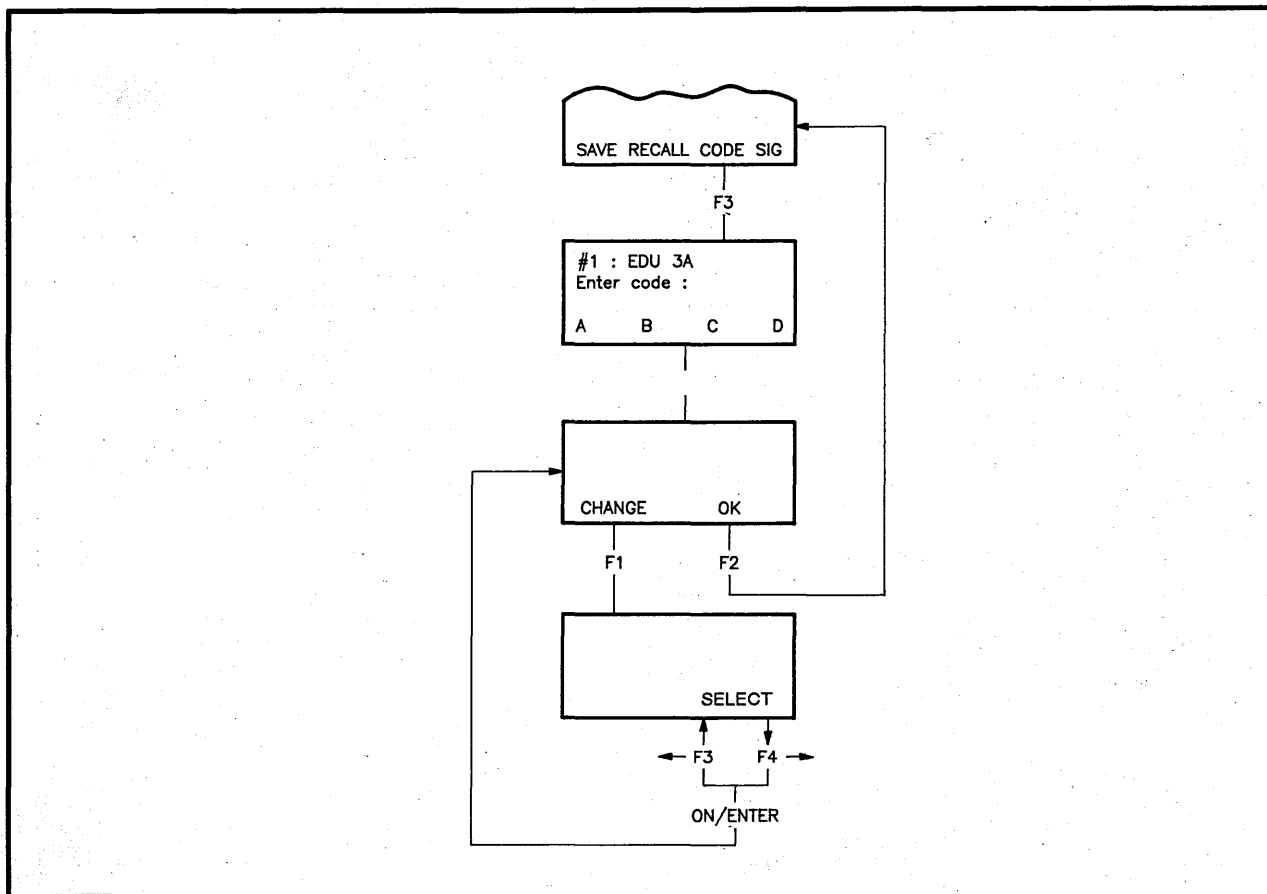 SAVE RECALL CODE SIG
F3
#1 : EDU 3A
Enter code :
A B C D
CHANGE OK
F1 F2
SELECT
F3 F4
ON/ENTER